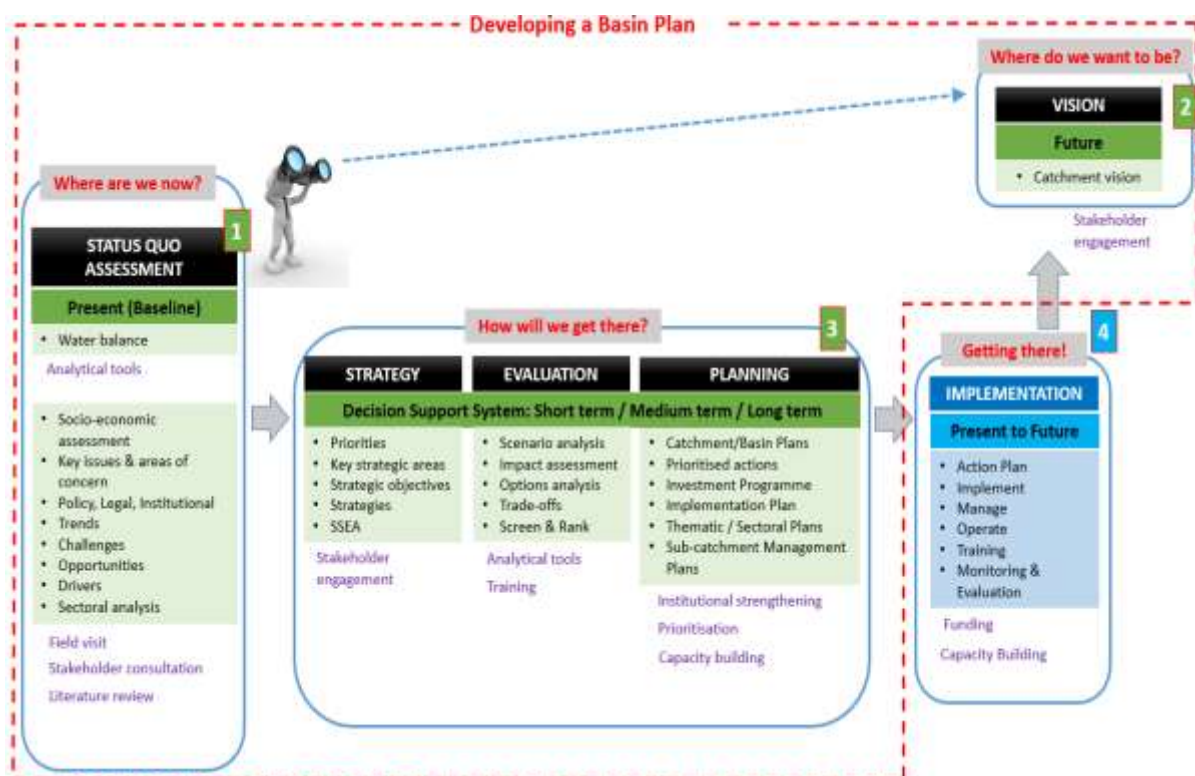 Developing a Basin Plan
Where do we want to be?
VISION
2
Future
• Catchment vision
Stakeholder
engagement
Where are we now?
1
STATUS QUO
ASSESSMENT
Present (Baseline)
• Water balance
Analytical tools
• Socio-economic
assessment
• Key issues & areas of
concern
• Policy, Legal, Institutional
• Trends
• Challenges
• Opportunities
• Drivers
• Sectoral analysis
Field visit
Stakeholder consultation
Literature review
How will we get there?
3
STRATEGY
EVALUATION
PLANNING
Decision Support System: Short term / Medium term / Long term
• Priorities
• Key strategic areas
• Strategic objectives
• Strategies
• SSEA
Stakeholder
engagement
• Scenario analysis
• Impact assessment
• Options analysis
• Trade-offs
• Screen & Rank
Analytical tools
Training
• Catchment/Basin Plans
• Prioritised actions
• Investment Programme
• Implementation Plan
• Thematic / Sectoral Plans
• Sub-catchment Management
Plans
Institutional strengthening
Prioritisation
Capacity building
Getting there!
4
IMPLEMENTATION
Present to Future
• Action Plan
• Implement
• Manage
• Operate
• Training
• Monitoring &
Evaluation
Funding
Capacity Building